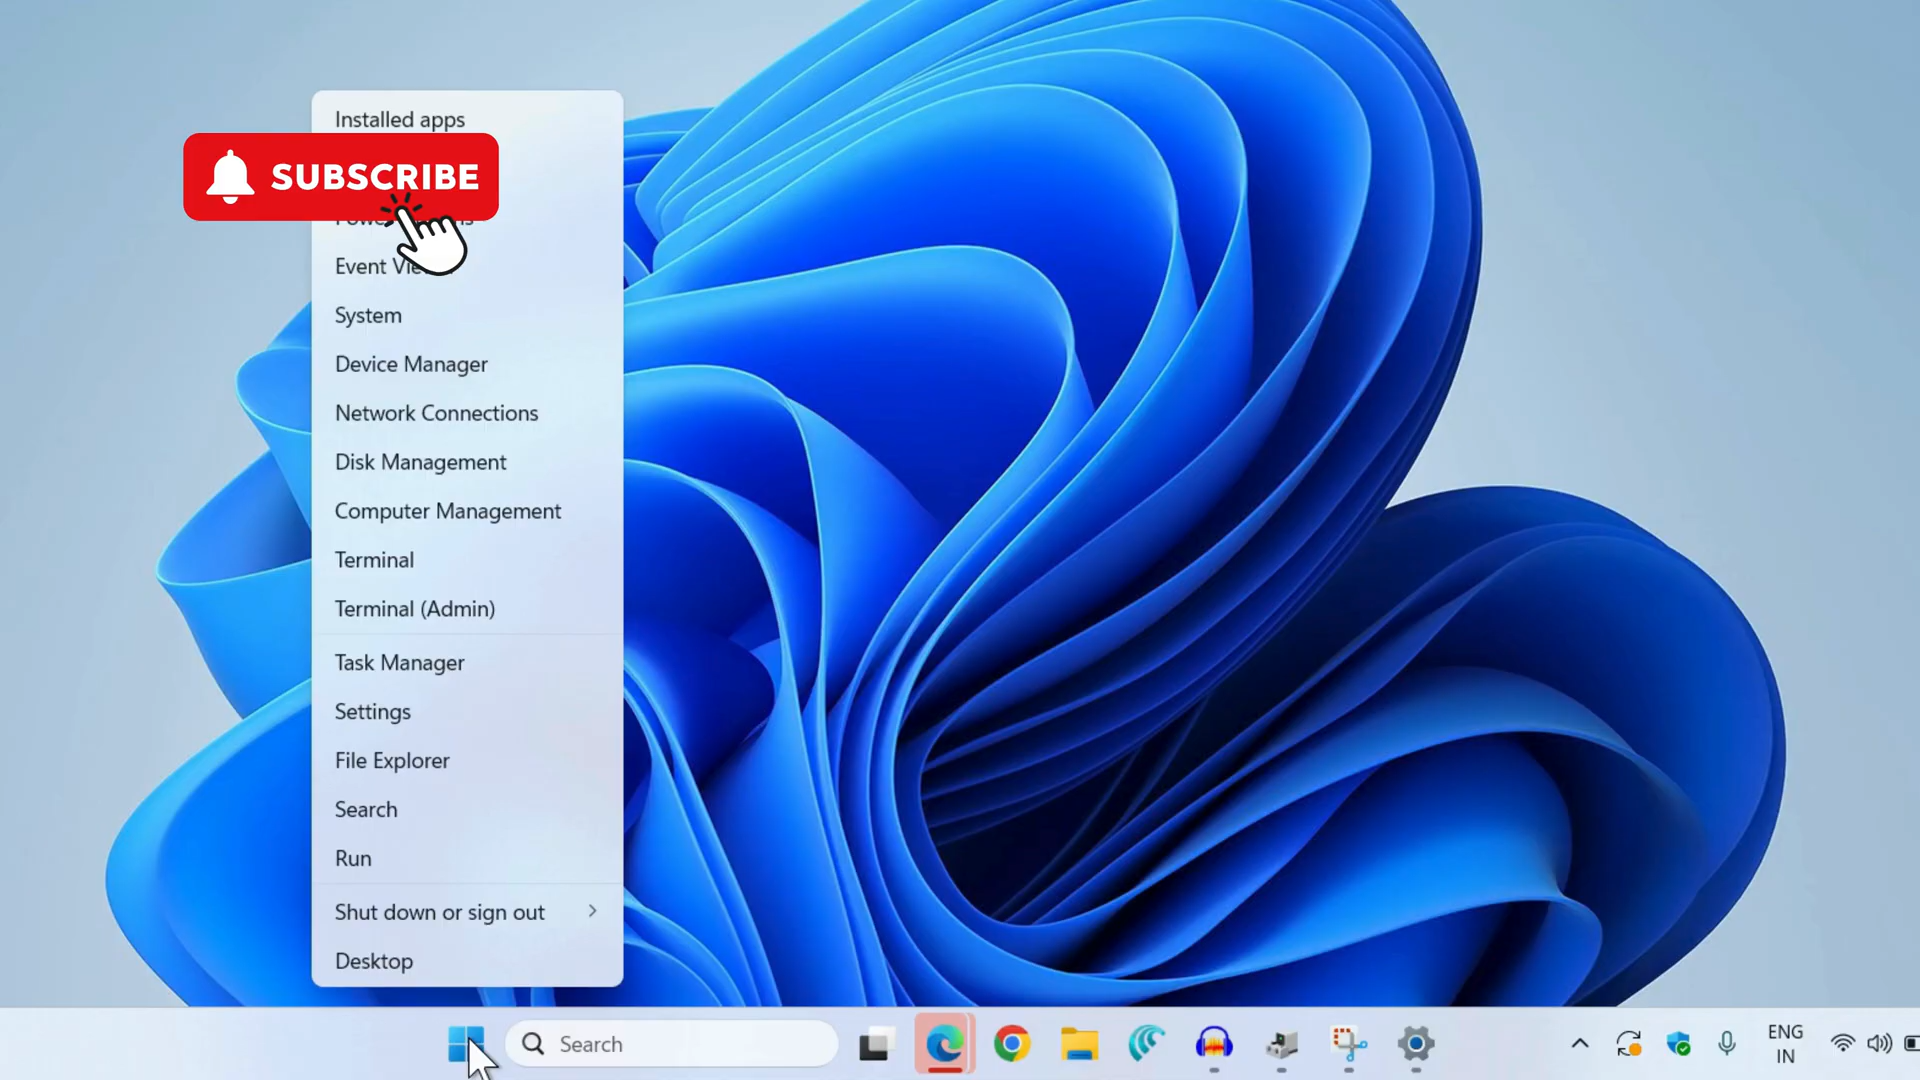 Installed apps
SUBSCRIBE
Event
System
Device Manager
Network Connections
Disk Management
Computer Management
Terminal
Terminal (Admin)
Task Manager
Settings
File Explorer
Search
Run
Shut down or sign out
Desktop
Search
ENG
IN